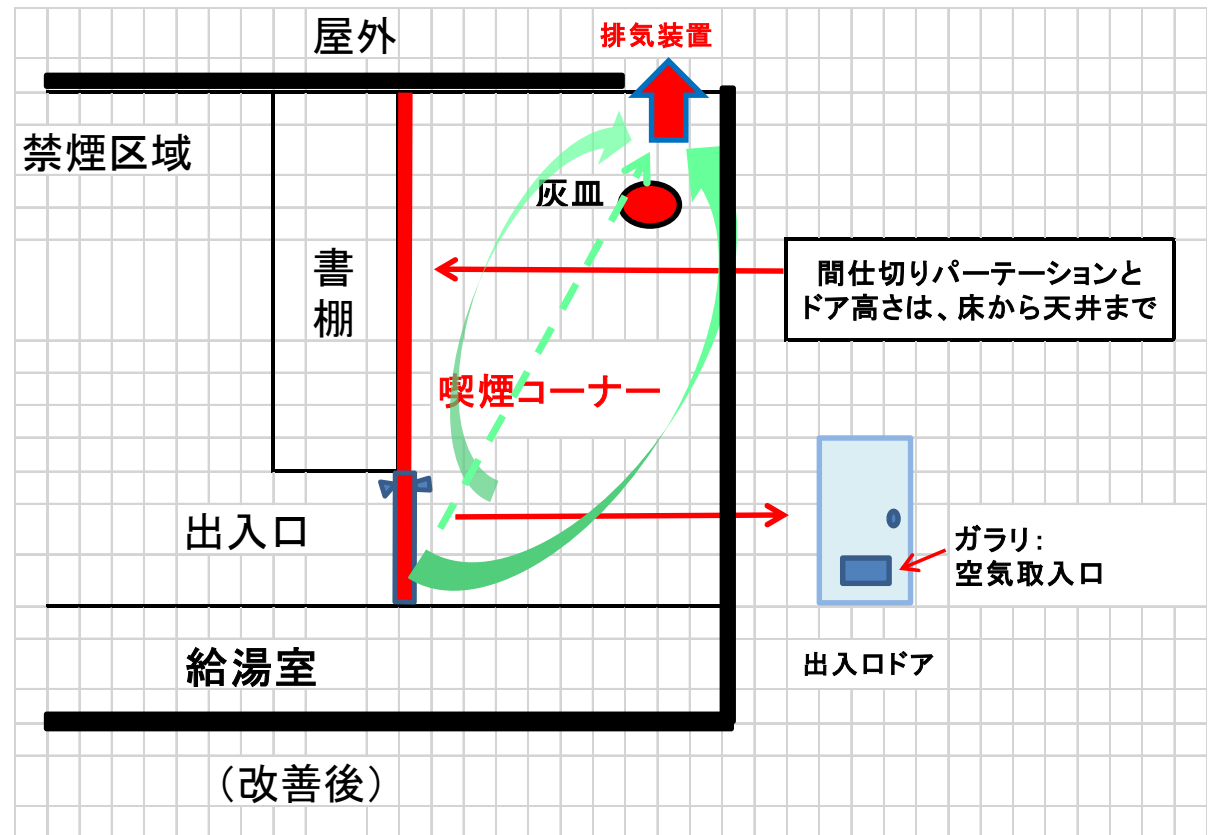 屋外
排気装置
禁煙区域
灰皿
書
棚
間仕切りパーテーションと
ドア高さは、床から天井まで
喫煙コーナー
出入口
ガラリ：
空気取入口
給湯室
出入口ドア
（改善後）